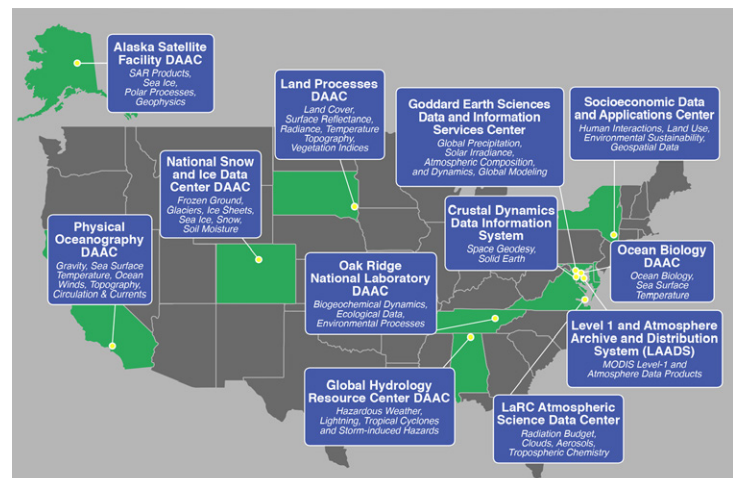 Alaska Satellite
Facility DAAC
SAR Products,
Sea Ice,
Polar Processes,
Geophysics
Land Processes
DAAC
Land Cover,
Surface Reflectance,
Radiance, Temperature
Topography,
Vegetation Indices
Goddard Earth Sciences
Data and Information
Services Center
Global Precipitation,
Solar Irradiance,
Atmospheric Composition,
and Dynamics, Global Modeling
Socioeconomic Data
and Applications Center
Human Interactions, Land Use,
Environmental Sustainability,
Geospatial Data
National Snow
and Ice Data
Center DAAC
Frozen Ground,
Glaciers, Ice Sheets,
Sea Ice, Snow,
Soil Moisture
Physical
Oceanography
DAAC
Gravity, Sea Surface
Temperature, Ocean
Winds, Topography,
Circulation & Currents
Crustal Dynamics
Data Information
System
Space Geodesy,
Solid Earth
Ocean Biology
DAAC
Ocean Biology,
Sea Surface
Temperature
Oak Ridge
National Laboratory
DAAC
Biogeochemical Dynamics,
Ecological Data,
Environmental Processes
Level 1 and Atmosphere
Archive and Distribution
System (LAADS)
MODIS Level-1 and
Atmosphere Data Products
Global Hydrology
Resource Center DAAC
Hazardous Weather,
Lightning, Tropical Cyclones
and Storm-induced Hazards
LaRC Atmospheric
Science Data Center
Radiation Budget,
Clouds, Aerosols,
Tropospheric Chemistry